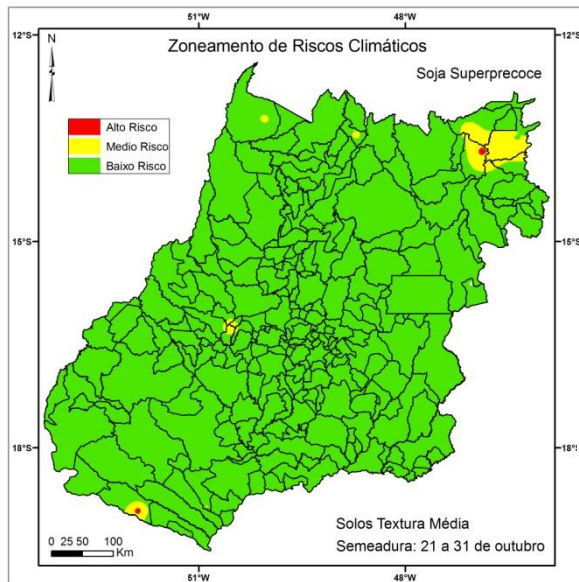 51°W
48°W
12°S
12°S
N
Zoneamento de Riscos Climáticos
Soja Superprecoce
Alto Risco
Medio Risco
Baixo Risco
15°S
15°S
18°S
18°S
Solos Textura Média
Semeadura: 21 a 31 de outubro
0 25 50 100
Km
51°W
48°W